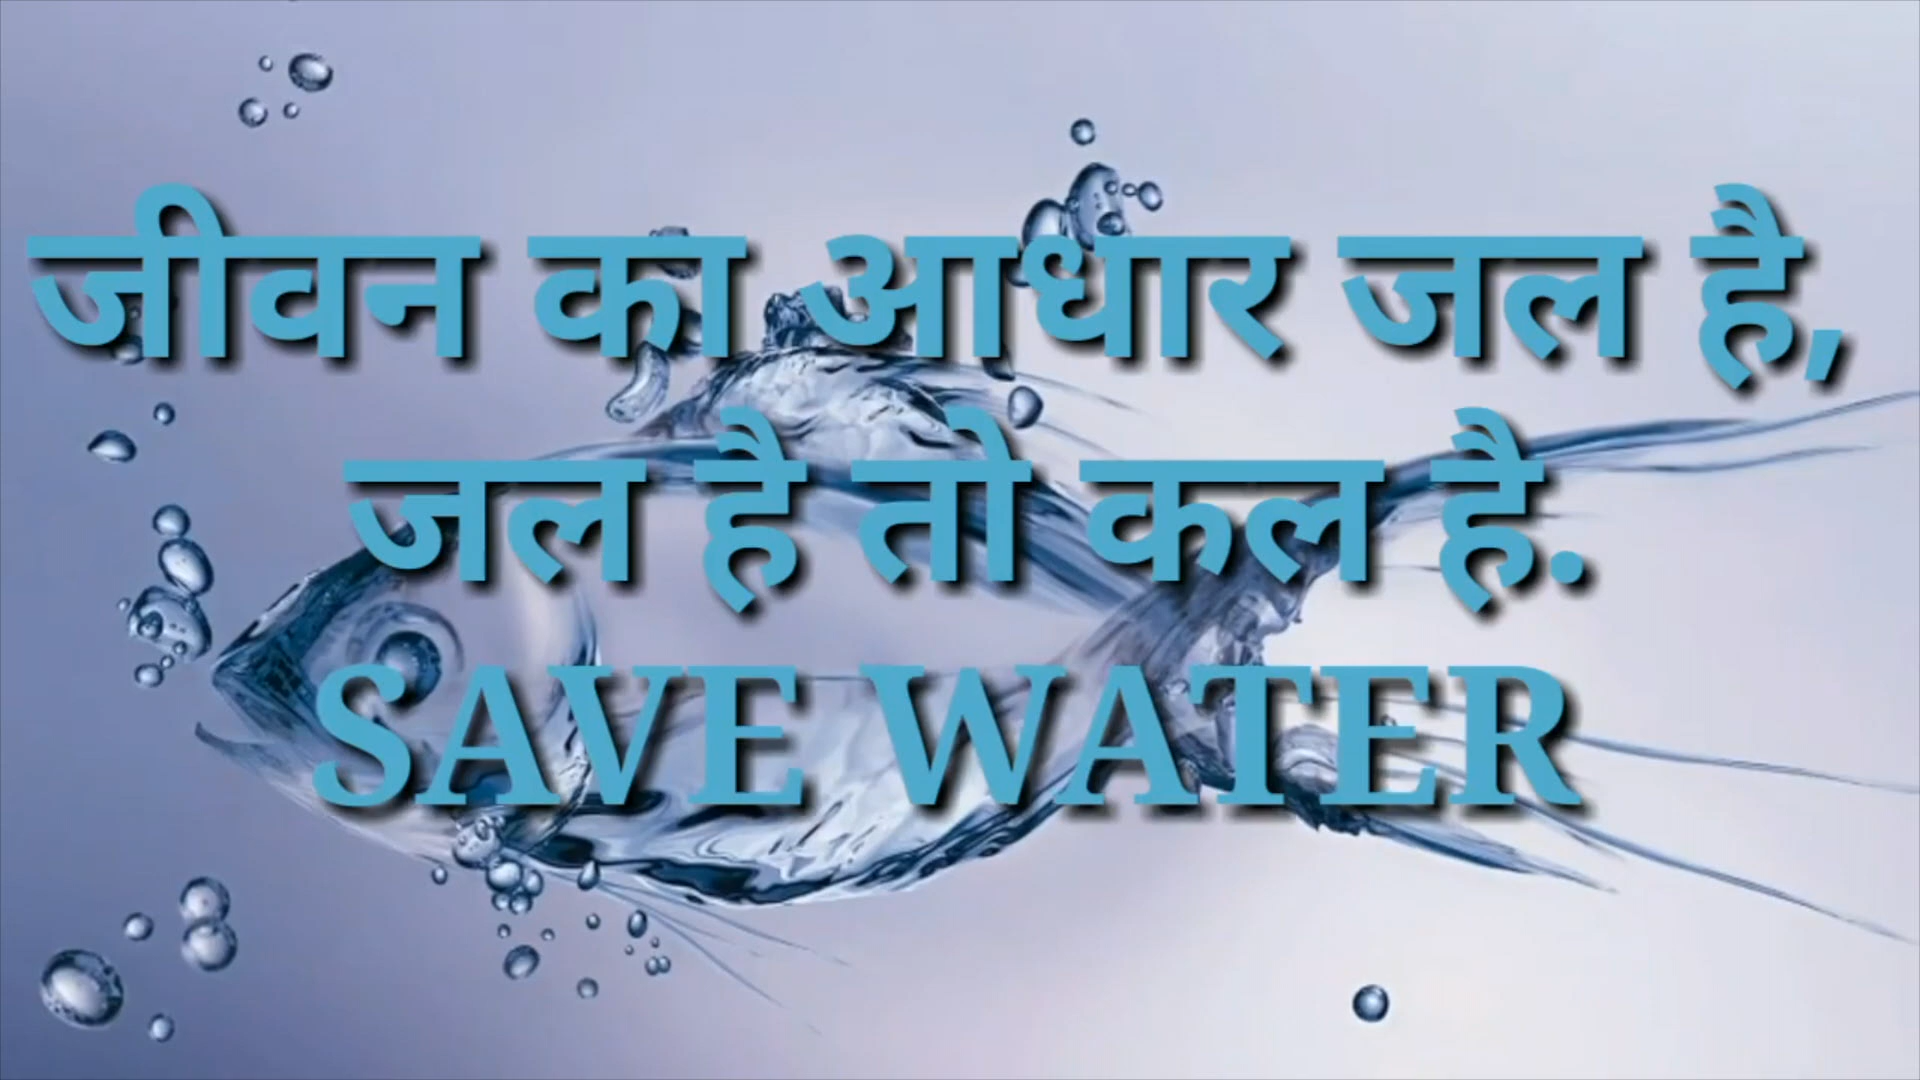 जीवन का आधार जल है,
जल है तो कल है.
SAVE WATER